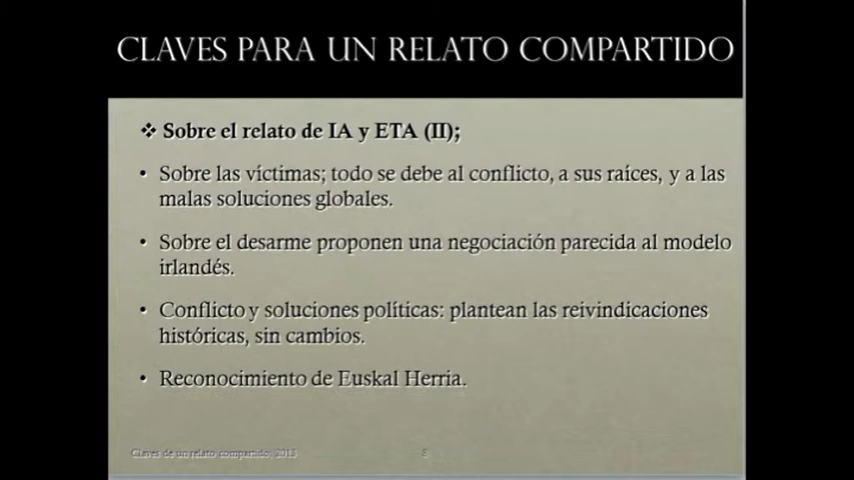 CLAVES PARA UN RELATO COMPARTIDO
❖ Sobre el relato de IA y ETA (II);
• Sobre las víctimas; todo se debe al conflicto, a sus raíces, y a las
malas soluciones globales.
• Sobre el desarme proponen una negociación parecida al modelo
irlandés.
• Conflicto y soluciones políticas: plantean las reivindicaciones
históricas, sin cambios.
• Reconocimiento de Euskal Herria.
Claves de un relato compartido, 2013 8